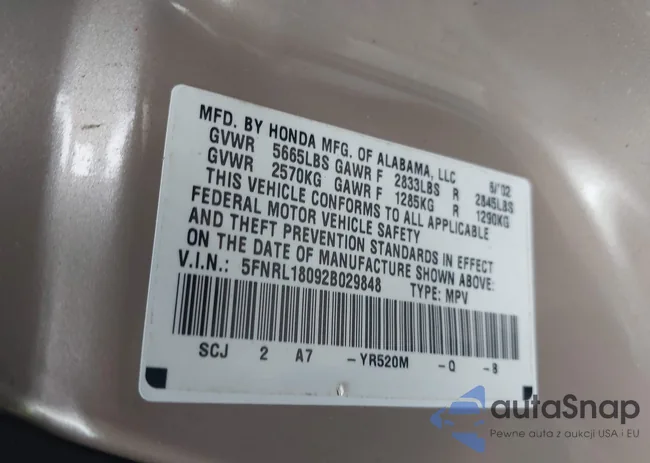 MFD. BY HONDA MFG. OF ALABAMA, LLC 5/'02
GVWR 5665LBS GAWR F 2833LBS R 2845LBS
GVWR 2570KG GAWR F 1285KG R 1290KG
THIS VEHICLE CONFORMS TO ALL APPLICABLE
FEDERAL MOTOR VEHICLE SAFETY
AND THEFT PREVENTION STANDARDS IN EFFECT
ON THE DATE OF MANUFACTURE SHOWN ABOVE.
V.I.N.: 5FNRL18092B029848 TYPE: MPV
SCJ 2 A7 -YR520M -Q -B
autaSnap
Pewne auta z aukcji USA i EU